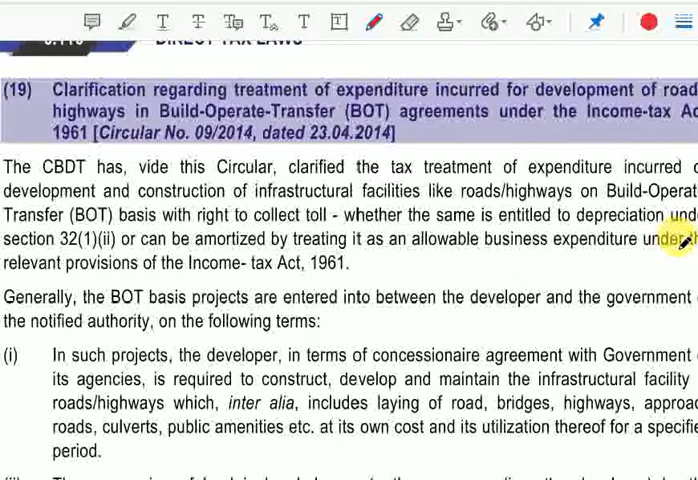 DIRECT TAX LAWS
(19) Clarification regarding treatment of expenditure incurred for development of road
highways in Build-Operate-Transfer (BOT) agreements under the Income-tax Ac
1961 [Circular No. 09/2014, dated 23.04.2014]
The CBDT has, vide this Circular, clarified the tax treatment of expenditure incurred o
development and construction of infrastructural facilities like roads/highways on Build-Operat
Transfer (BOT) basis with right to collect toll - whether the same is entitled to depreciation und
section 32(1)(ii) or can be amortized by treating it as an allowable business expenditure under th
relevant provisions of the Income- tax Act, 1961.
Generally, the BOT basis projects are entered into between the developer and the government
the notified authority, on the following terms:
(i) In such projects, the developer, in terms of concessionaire agreement with Government
its agencies, is required to construct, develop and maintain the infrastructural facility
roads/highways which, inter alia, includes laying of road, bridges, highways, approac
roads, culverts, public amenities etc. at its own cost and its utilization thereof for a specifie
period.